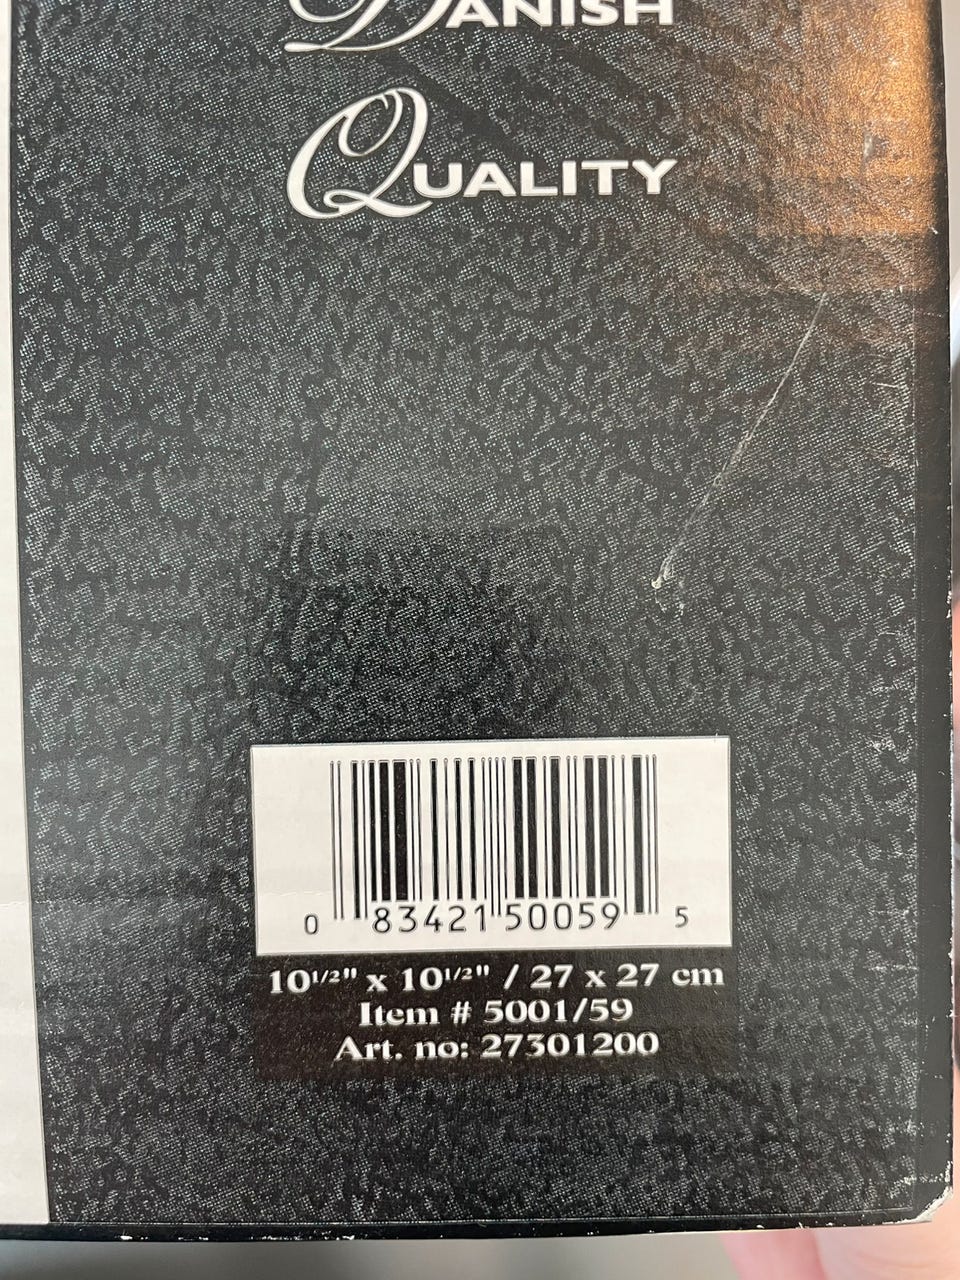 DANISH
QUALITY
0 83421 50059 5
10 1/2" x 10 1/2" / 27 x 27 cm
Item # 5001/59
Art. no: 27301200